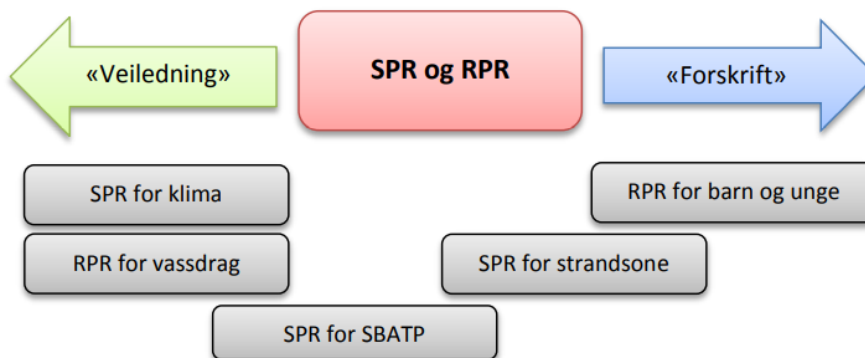 «Veiledning»
SPR og RPR
«Forskrift»
SPR for klima
RPR for barn og unge
RPR for vassdrag
SPR for strandsone
SPR for SBATP